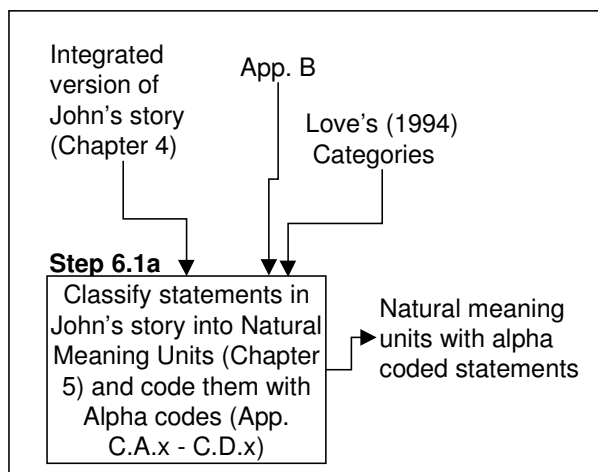 Integrated
version of
John's story
(Chapter 4)
App. B
Love's (1994)
Categories
Step 6.1a
Classify statements in
John's story into Natural
Meaning Units (Chapter
5) and code them with
Alpha codes (App.
C.A.x - C.D.x)
Natural meaning
units with alpha
coded statements